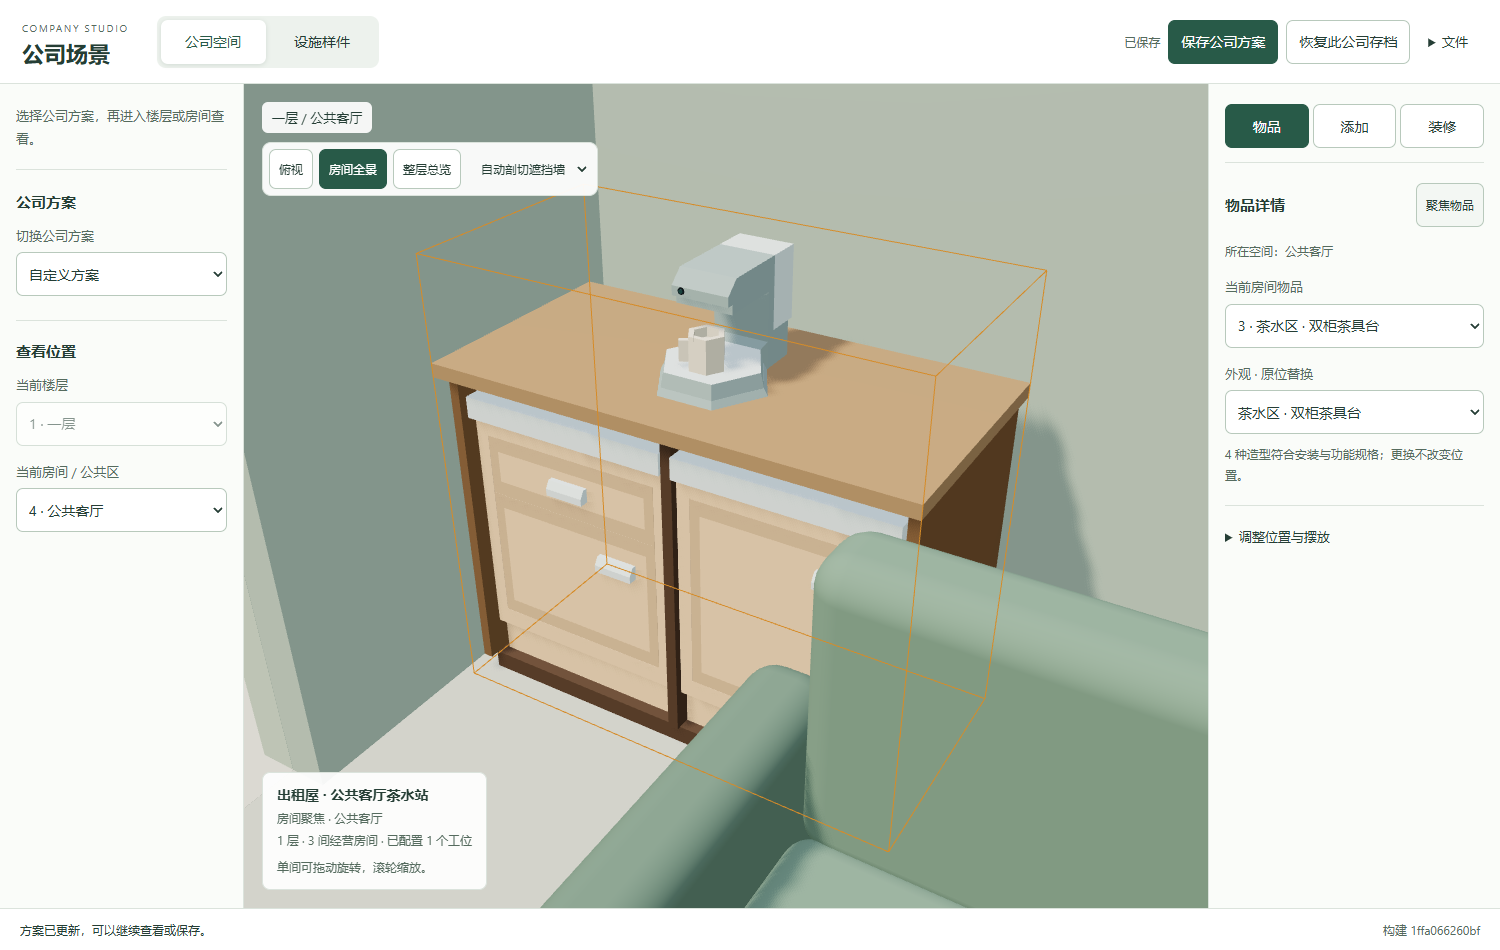 COMPANY STUDIO
公司场景
公司空间
设施样件
已保存
保存公司方案
恢复此公司存档
▶ 文件
选择公司方案，再进入楼层或房间查
看。
公司方案
切换公司方案
自定义方案
查看位置
当前楼层
1 · 一层
当前房间 / 公共区
4 · 公共客厅
一层 / 公共客厅
俯视
房间全景
整层总览
自动剖切遮挡墙
出租屋 · 公共客厅茶水站
房间聚焦 · 公共客厅
1 层 · 3 间经营房间 · 已配置 1 个工位
单间可拖动旋转，滚轮缩放。
物品
添加
装修
物品详情
聚焦物品
所在空间：公共客厅
当前房间物品
3 · 茶水区 · 双柜茶具台
外观 · 原位替换
茶水区 · 双柜茶具台
4 种造型符合安装与功能规格；更换不改变位
置。
▶ 调整位置与摆放
方案已更新，可以继续查看或保存。
构建 1ffa066260bf